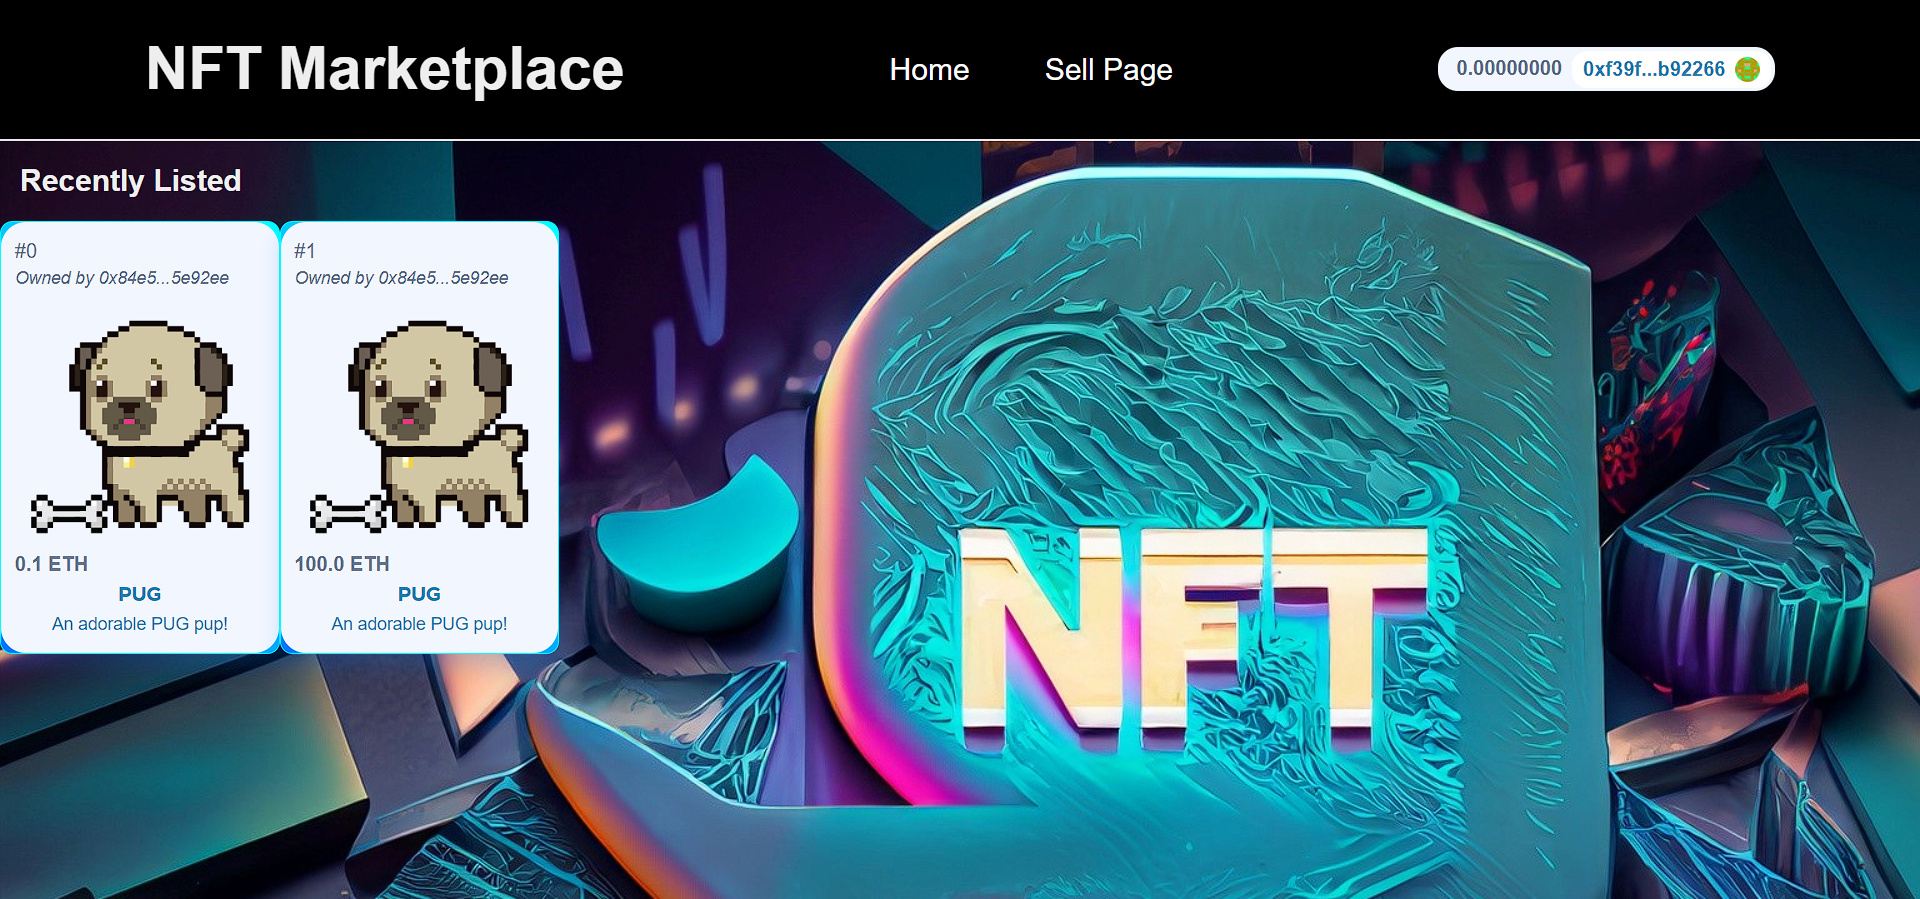 NFT Marketplace
Home
Sell Page
0.00000000
0xf39f...b92266
Recently Listed
#0
Owned by 0x84e5...5e92ee
0.1 ETH
PUG
An adorable PUG pup!
#1
Owned by 0x84e5...5e92ee
100.0 ETH
PUG
An adorable PUG pup!
NFT